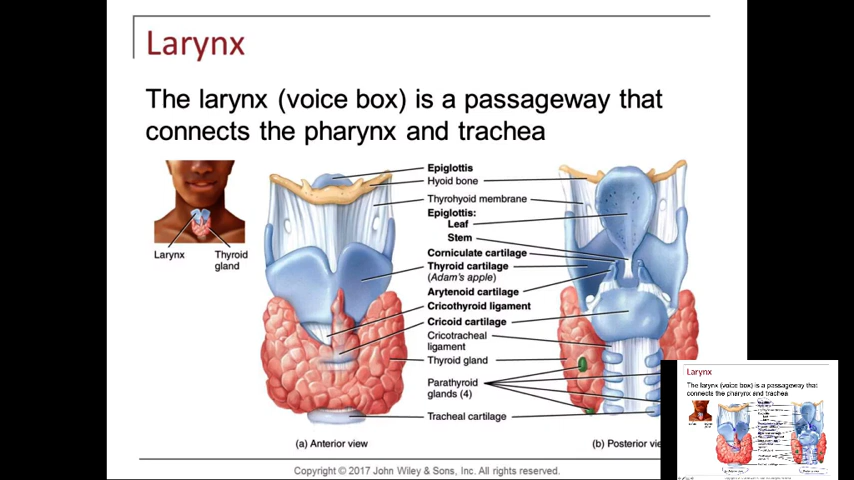 Larynx
The larynx (voice box) is a passageway that
connects the pharynx and trachea
Larynx
Thyroid
gland
Epiglottis
Hyoid bone
Thyrohyoid membrane
Epiglottis:
Leaf
Stem
Corniculate cartilage
Thyroid cartilage
(Adam's apple)
Arytenoid cartilage
Cricothyroid ligament
Cricoid cartilage
Cricotracheal
ligament
Thyroid gland
Parathyroid
glands (4)
Tracheal cartilage
(a) Anterior view
(b) Posterior vie
Copyright © 2017 John Wiley & Sons, Inc. All rights reserved.
Larynx
The larynx (voice box) is a passageway that
connects the pharynx and trachea